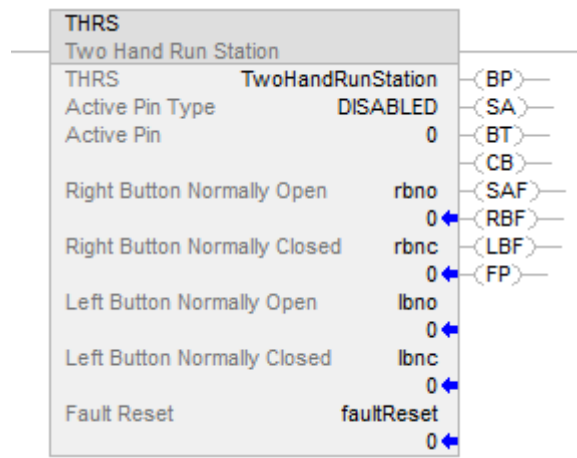 THRS
Two Hand Run Station
THRS TwoHandRunStation BP
Active Pin Type DISABLED SA
Active Pin 0 BT
CB
Right Button Normally Open rbno SAF
0 RBF
Right Button Normally Closed rbnc LBF
0 FP
Left Button Normally Open lbno
0
Left Button Normally Closed lbnc
0
Fault Reset faultReset
0